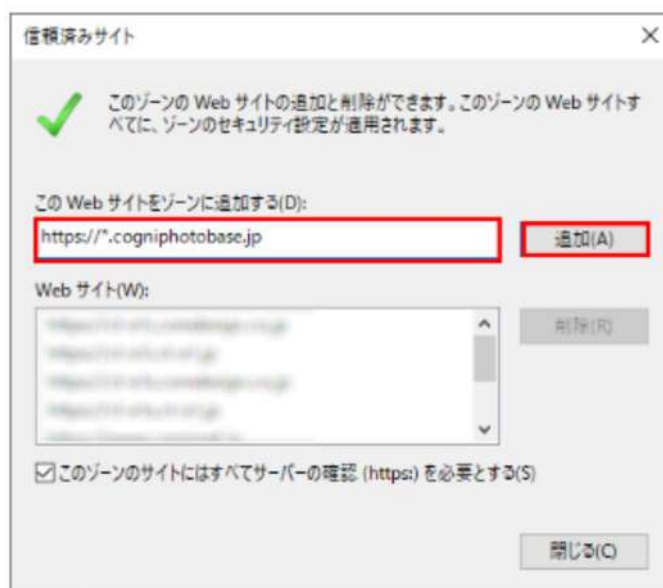 信頼済みサイト
このゾーンの Web サイトの追加と削除ができます。このゾーンの Web サイトす
べてに、ゾーンのセキュリティ設定が適用されます。
この Web サイトをゾーンに追加する(D):
https://*.cogniphotobase.jp
追加(A)
Web サイト(W):
削除(R)
このゾーンのサイトにはすべてサーバーの確認 (https:) を必要とする(S)
閉じる(C)